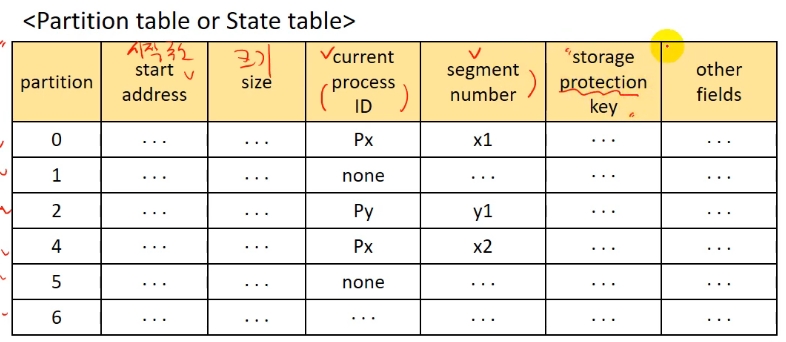 <Partition table or State table>
partition
시작 주소
start
address
크기
size
current
process
ID
segment
number
"storage
protection
key"
other
fields
0 ... ... Px x1 ... ...
1 ... ... none ... ... ...
2 ... ... Py y1 ... ...
4 ... ... Px x2 ... ...
5 ... ... none ... ... ...
6 ... ... ... ... ... ...